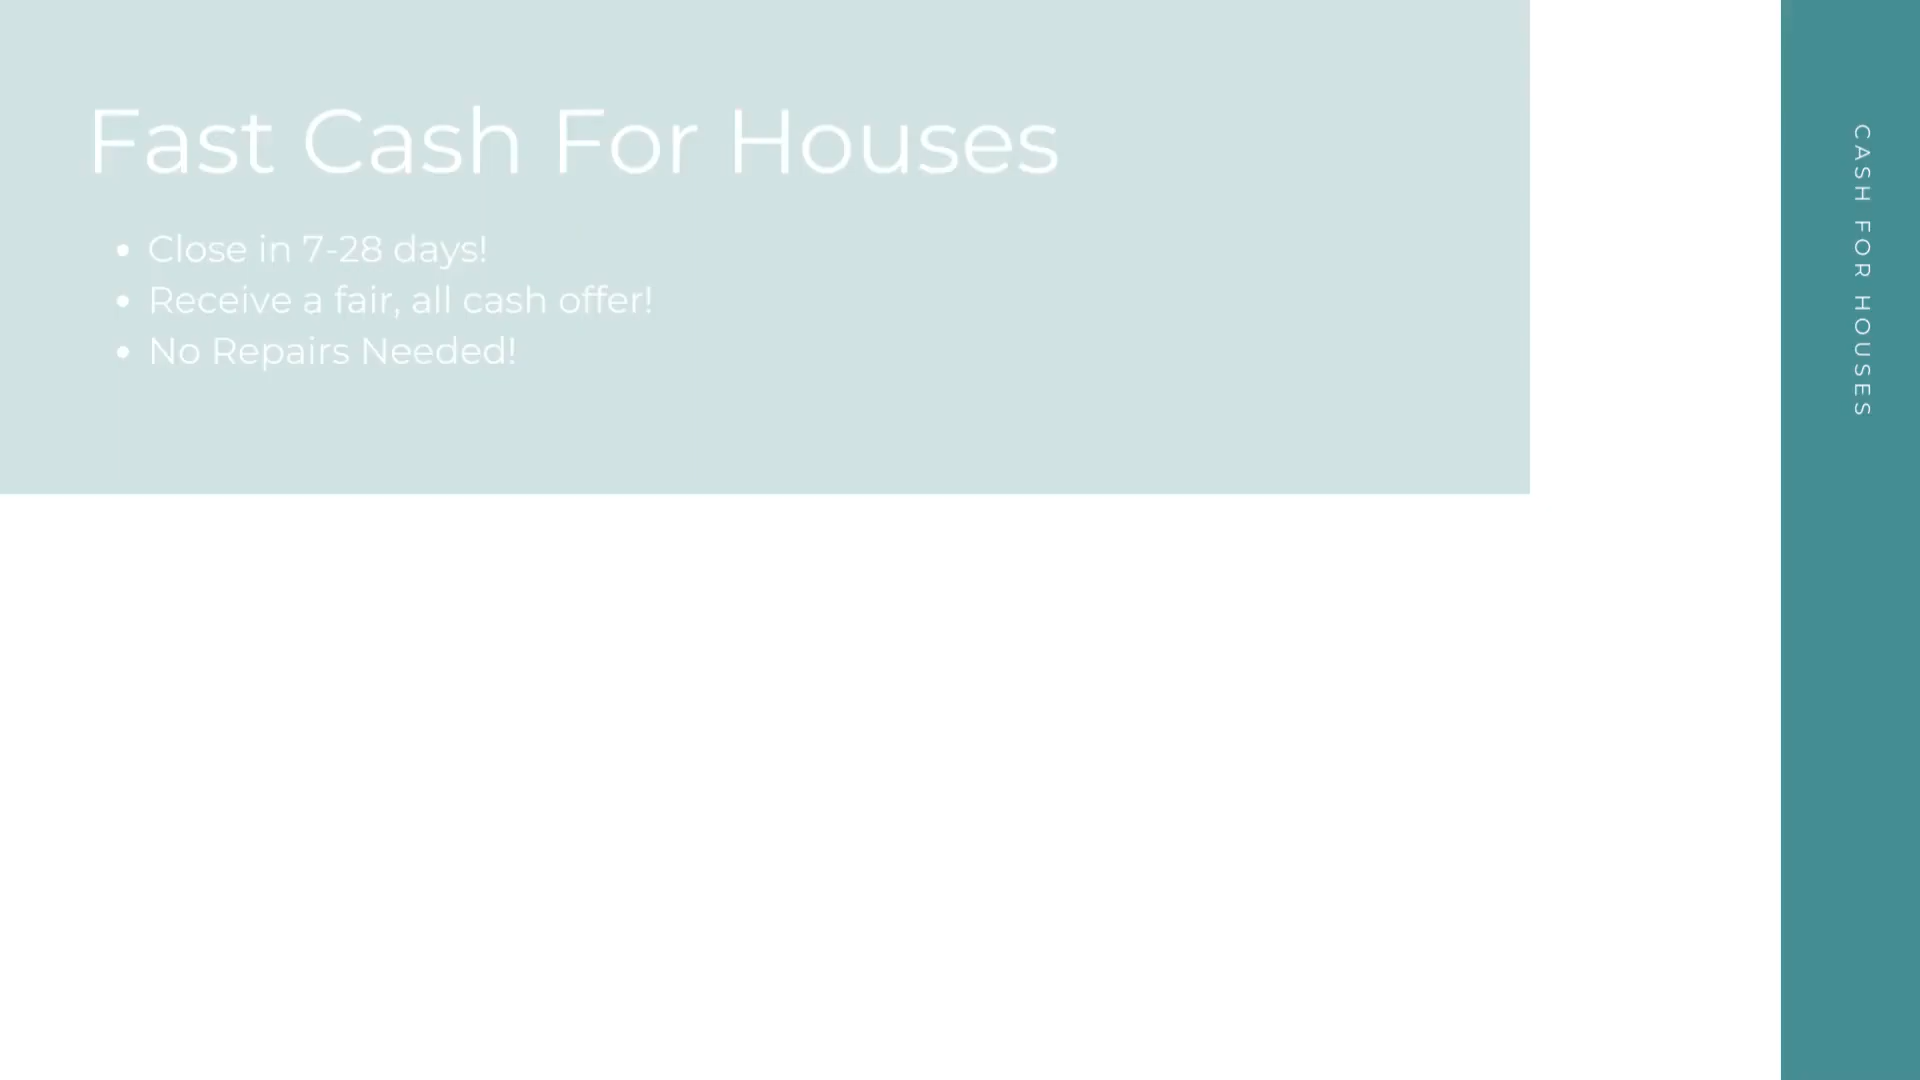 Fast Cash For Houses
• Close in 7-28 days!
• Receive a fair, all cash offer!
• No Repairs Needed!
CASH FOR HOUSES